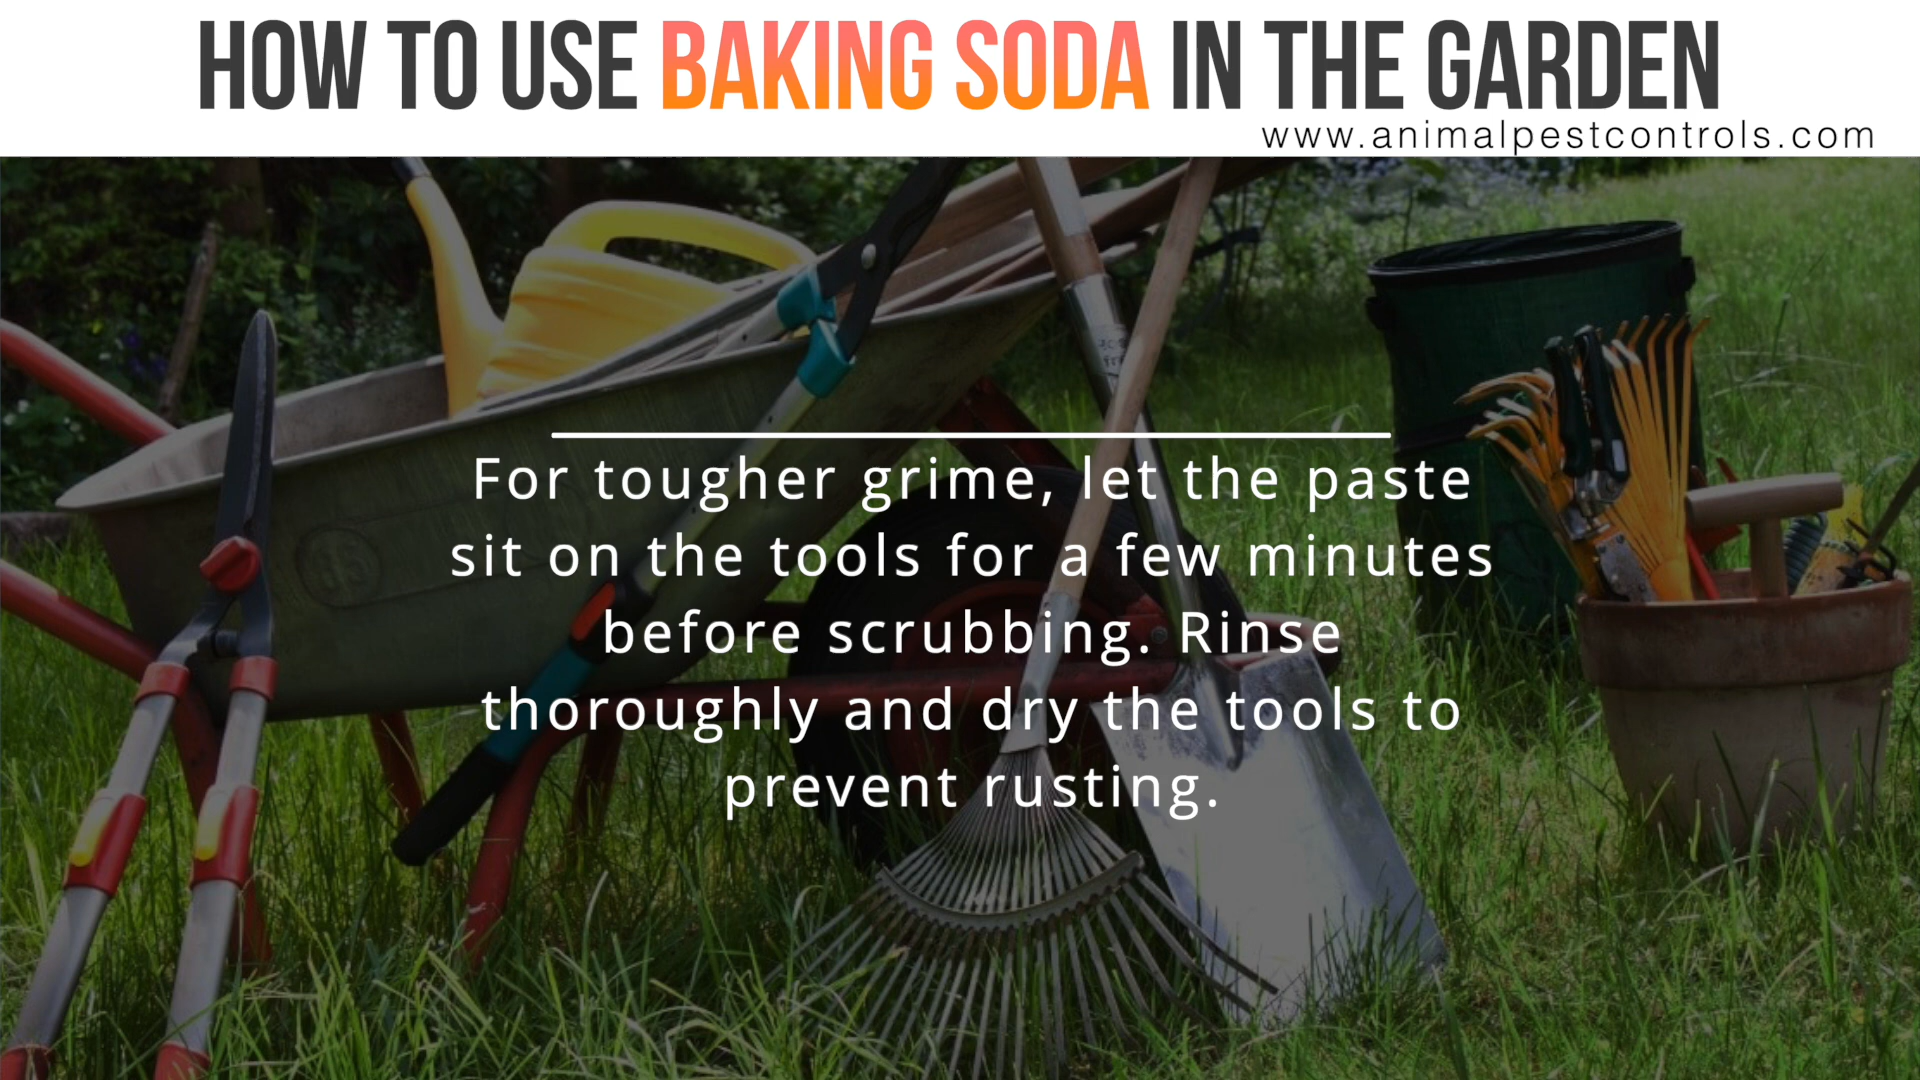 HOW TO USE BAKING SODA IN THE GARDEN
www.animalpestcontrols.com
For tougher grime, let the paste
sit on the tools for a few minutes
before scrubbing. Rinse
thoroughly and dry the tools to
prevent rusting.